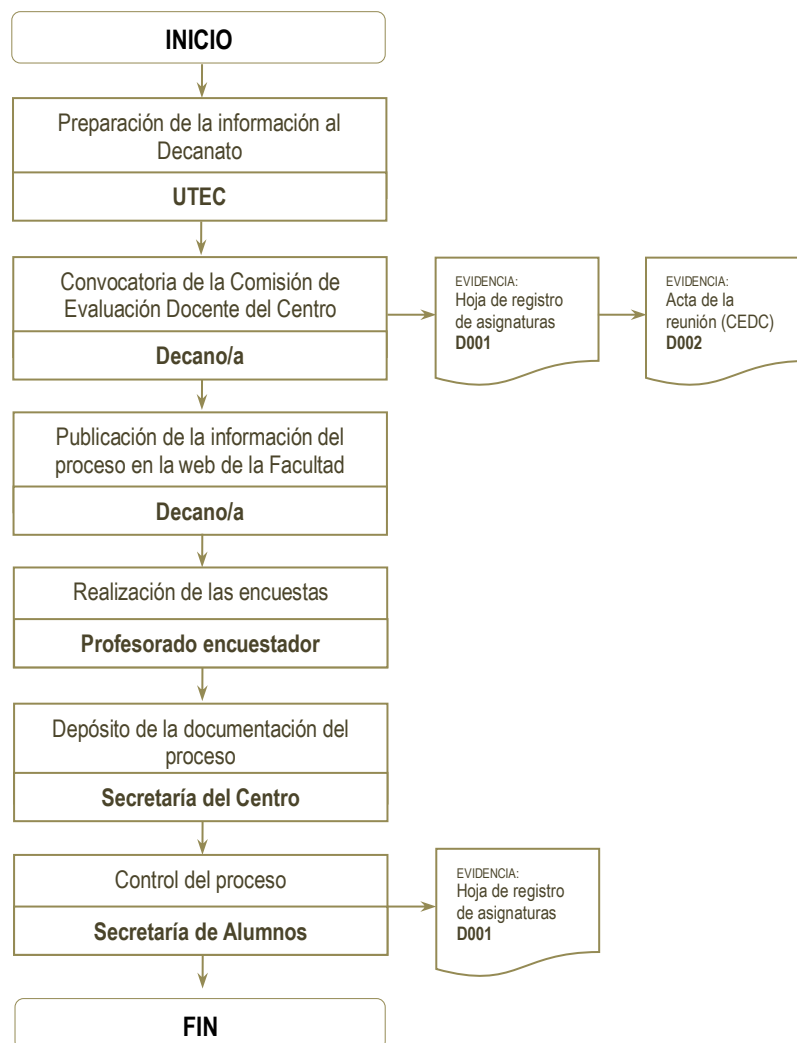 INICIO
Preparación de la información al
Decanato
UTEC
Convocatoria de la Comisión de
Evaluación Docente del Centro
Decano/a
EVIDENCIA:
Hoja de registro
de asignaturas
D001
EVIDENCIA:
Acta de la
reunión (CEDC)
D002
Publicación de la información del
proceso en la web de la Facultad
Decano/a
Realización de las encuestas
Profesorado encuestador
Depósito de la documentación del
proceso
Secretaría del Centro
Control del proceso
Secretaría de Alumnos
EVIDENCIA:
Hoja de registro
de asignaturas
D001
FIN